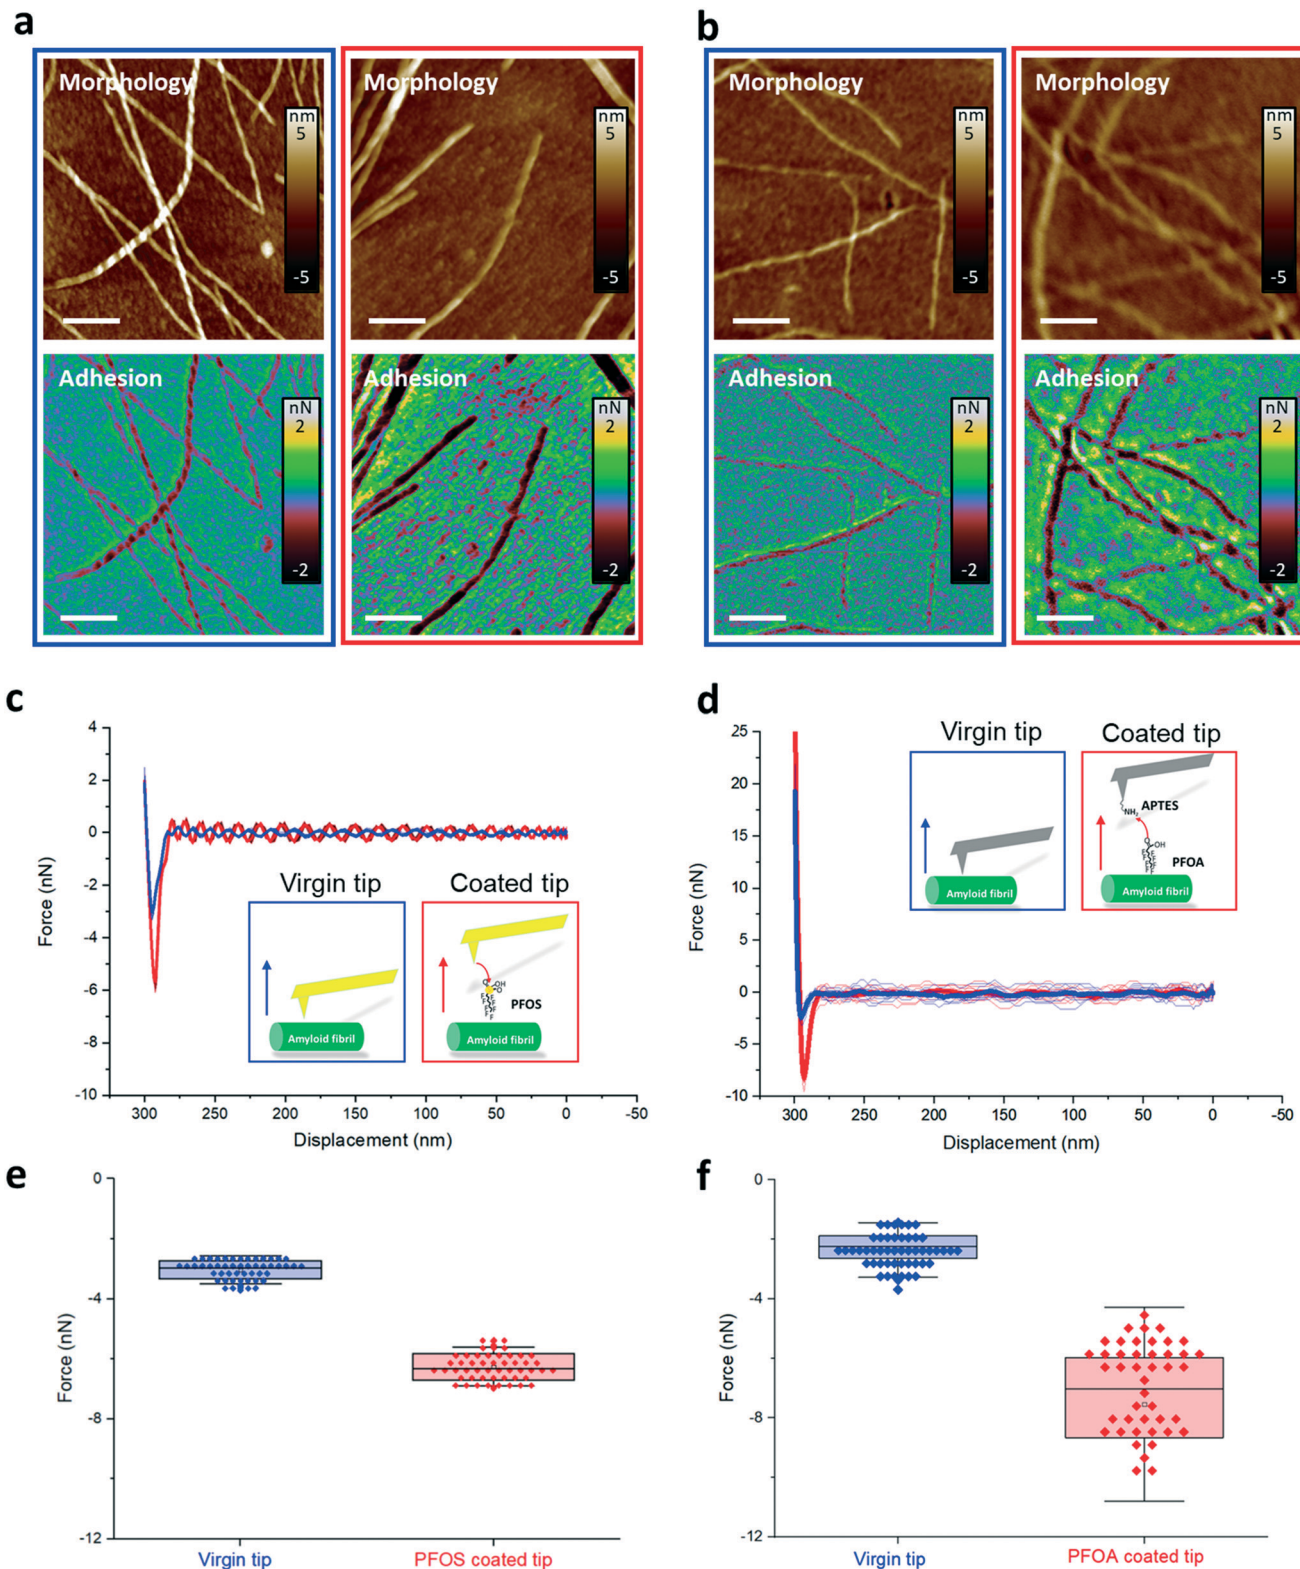 a
b
Morphology
nm
5
-5
Morphology
nm
5
-5
Morphology
nm
5
-5
Morphology
nm
5
-5
Adhesion
nN
2
-2
Adhesion
nN
2
-2
Adhesion
nN
2
-2
Adhesion
nN
2
-2
c
4
2
0
-2
-4
-6
-8
-10
Force (nN)
300 250 200 150 100 50 0 -50
Displacement (nm)
Virgin tip
Coated tip
Amyloid fibril
O OH
O
F F
F F
F F
F
PFOS
Amyloid fibril
d
25
20
15
10
5
0
-5
-10
Force (nN)
300 250 200 150 100 50 0 -50
Displacement (nm)
Virgin tip
Coated tip
Amyloid fibril
NH2
APTES
O OH
PFOA
Amyloid fibril
e
0
-4
-8
-12
Force (nN)
Virgin tip
PFOS coated tip
f
0
-4
-8
-12
Force (nN)
Virgin tip
PFOA coated tip